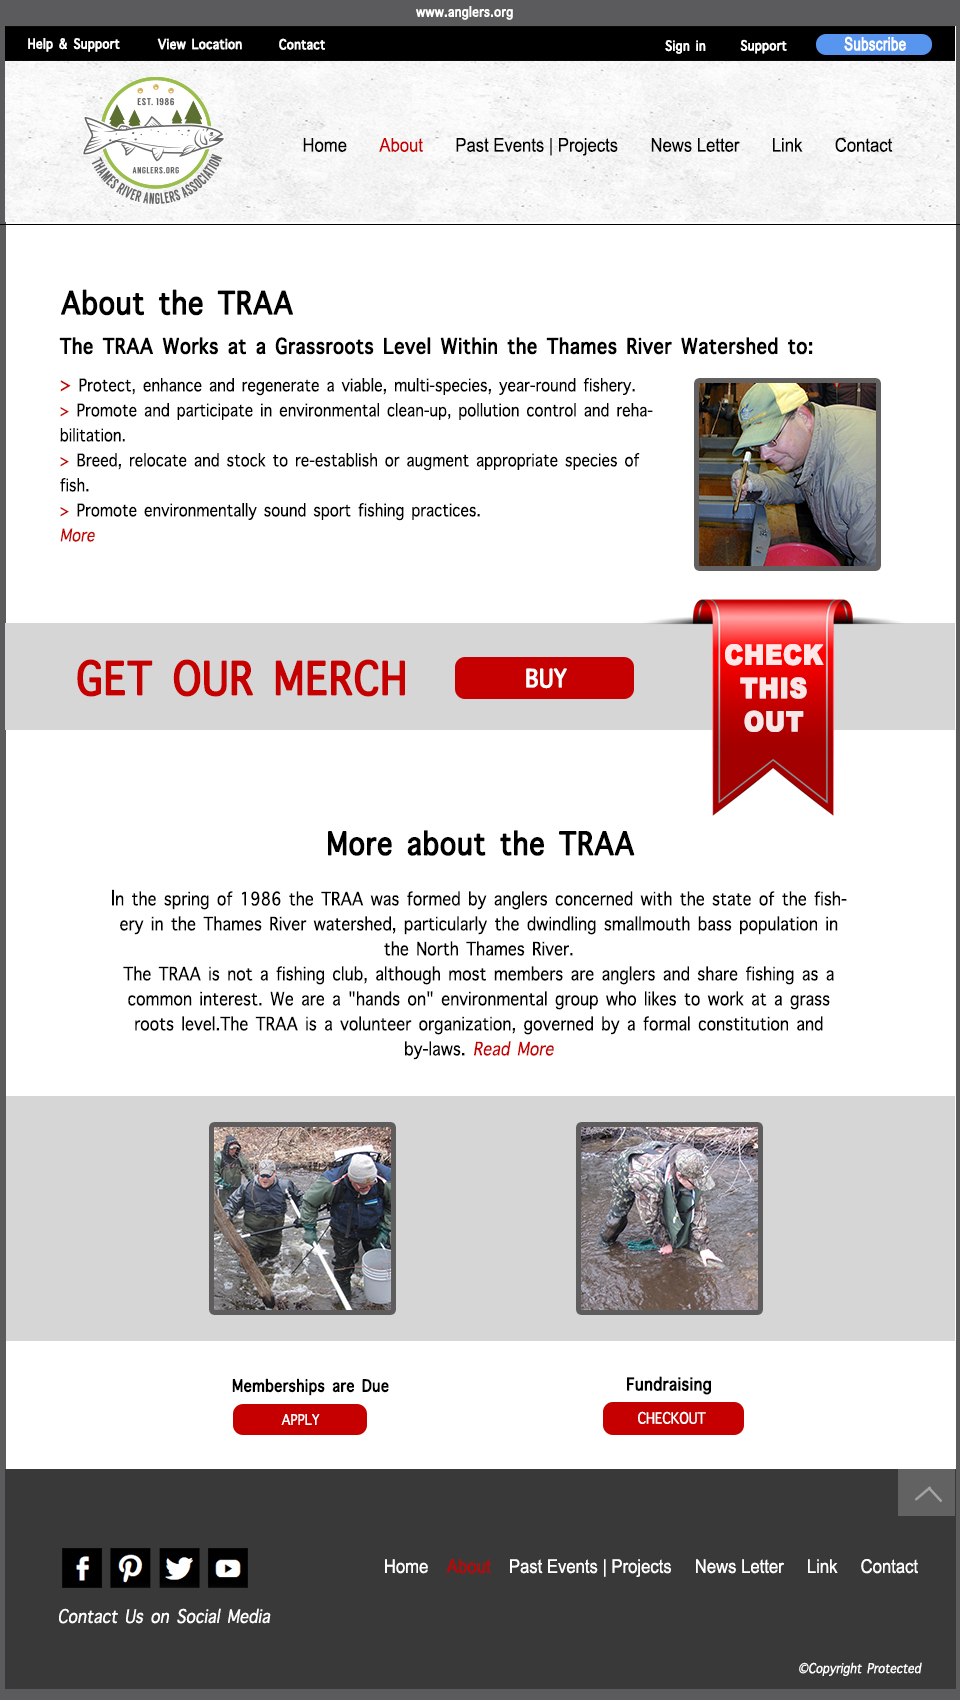 www.anglers.org
Help & Support View Location Contact Sign in Support Subscribe
EST. 1986
ANGLERS.ORG
THAMES RIVER ANGLERS ASSOCIATION
Home About Past Events | Projects News Letter Link Contact
About the TRAA
The TRAA Works at a Grassroots Level Within the Thames River Watershed to:
> Protect, enhance and regenerate a viable, multi-species, year-round fishery.
> Promote and participate in environmental clean-up, pollution control and reha-
bilitation.
> Breed, relocate and stock to re-establish or augment appropriate species of
fish.
> Promote environmentally sound sport fishing practices.
More
GET OUR MERCH BUY
CHECK
THIS
OUT
More about the TRAA
In the spring of 1986 the TRAA was formed by anglers concerned with the state of the fish-
ery in the Thames River watershed, particularly the dwindling smallmouth bass population in
the North Thames River.
The TRAA is not a fishing club, although most members are anglers and share fishing as a
common interest. We are a "hands on" environmental group who likes to work at a grass
roots level.The TRAA is a volunteer organization, governed by a formal constitution and
by-laws. Read More
Memberships are Due
APPLY
Fundraising
CHECKOUT
Home About Past Events | Projects News Letter Link Contact
Contact Us on Social Media
©Copyright Protected